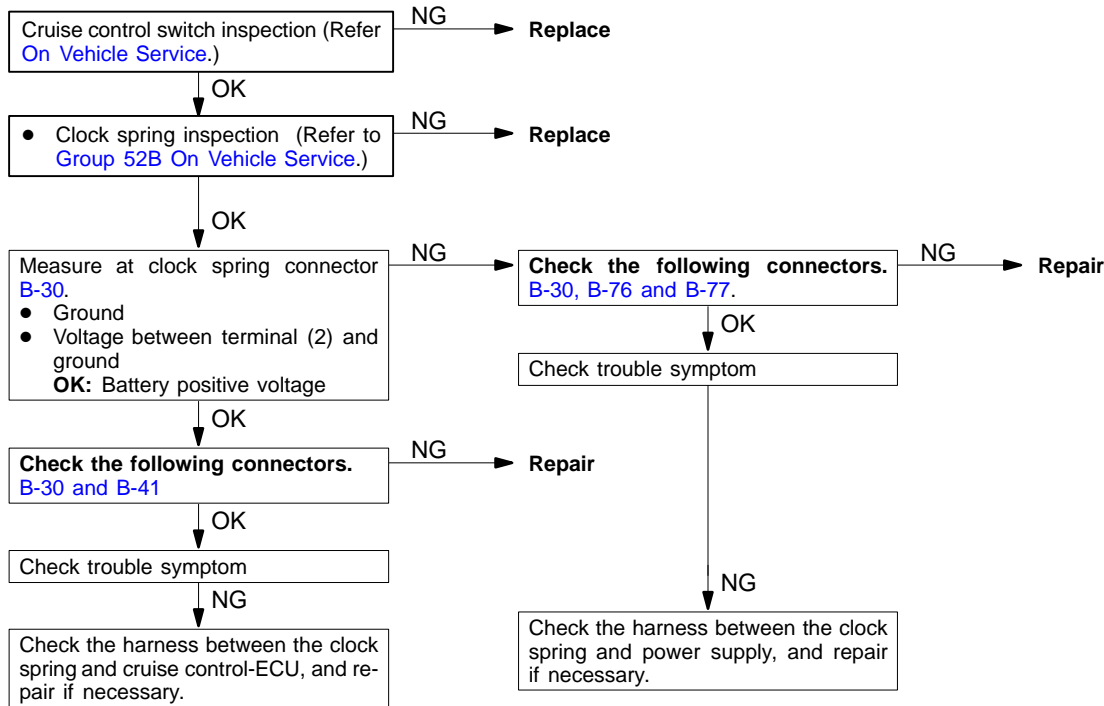 Cruise control switch inspection (Refer
On Vehicle Service.)
NG
Replace
OK
● Clock spring inspection (Refer to
Group 52B On Vehicle Service.)
NG
Replace
OK
Measure at clock spring connector
B-30.
● Ground
● Voltage between terminal (2) and
ground
OK: Battery positive voltage
NG
Check the following connectors.
B-30, B-76 and B-77.
NG
Repair
OK
Check trouble symptom
OK
Check the following connectors.
B-30 and B-41
NG
Repair
OK
Check trouble symptom
NG
NG
Check the harness between the clock
spring and cruise control-ECU, and re-
pair if necessary.
Check the harness between the clock
spring and power supply, and repair
if necessary.